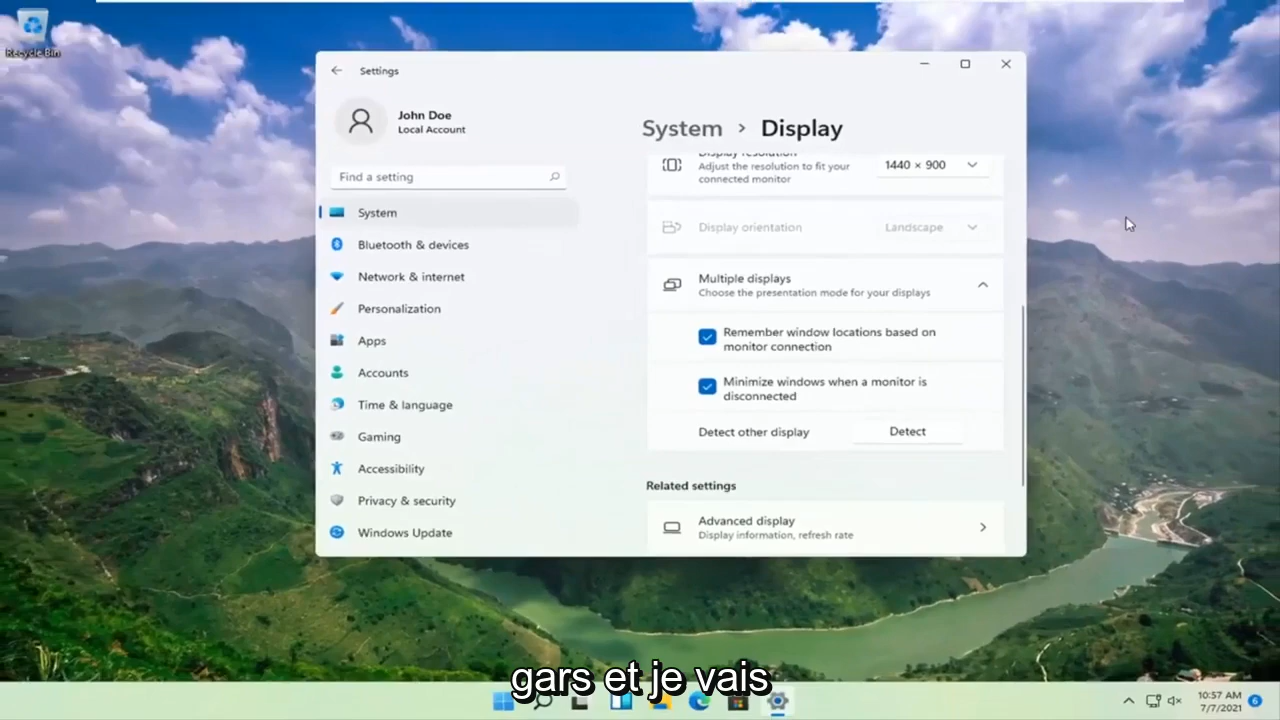 Recycle Bin
Settings
John Doe
Local Account
Find a setting
System
Bluetooth & devices
Network & internet
Personalization
Apps
Accounts
Time & language
Gaming
Accessibility
Privacy & security
Windows Update
System > Display
Display resolution
Adjust the resolution to fit your
connected monitor
1440 × 900
Display orientation
Landscape
Multiple displays
Choose the presentation mode for your displays
Remember window locations based on
monitor connection
Minimize windows when a monitor is
disconnected
Detect other display
Detect
Related settings
Advanced display
Display information, refresh rate
gars et je vais
10:57 AM
7/7/2021
6